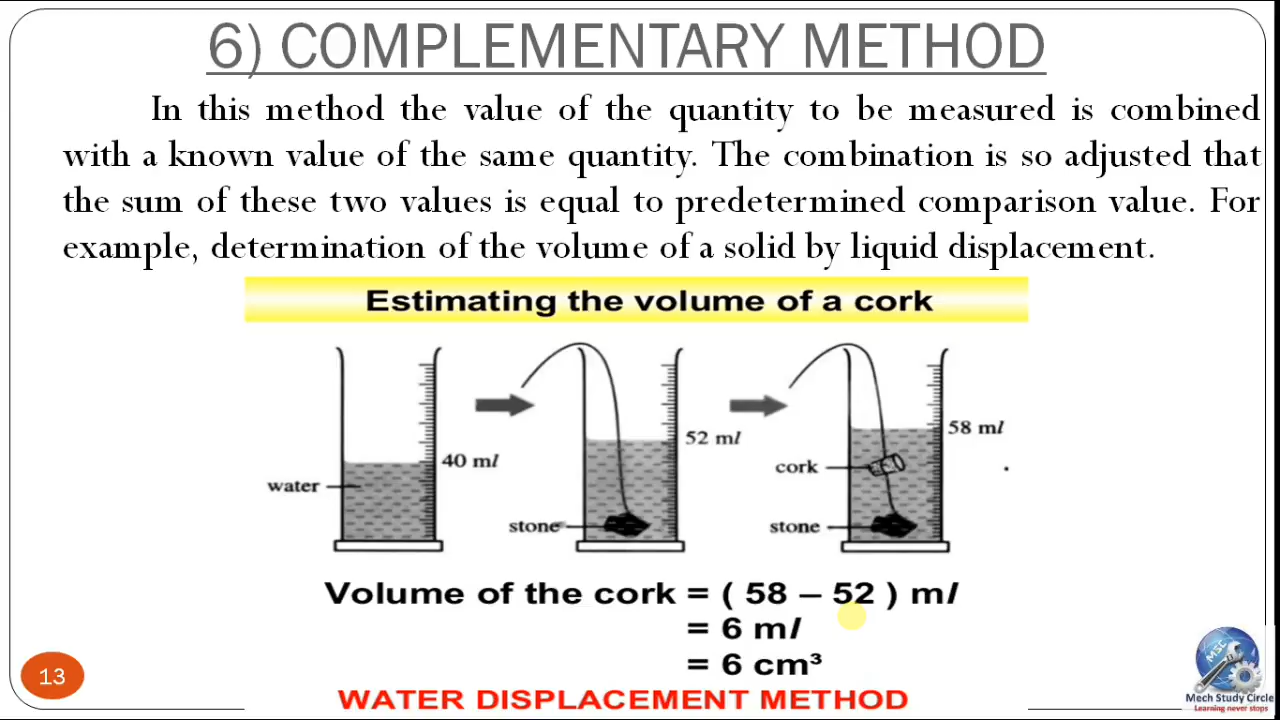 6) COMPLEMENTARY METHOD
In this method the value of the quantity to be measured is combined
with a known value of the same quantity. The combination is so adjusted that
the sum of these two values is equal to predetermined comparison value. For
example, determination of the volume of a solid by liquid displacement.
Estimating the volume of a cork
water
40 ml
stone
52 ml
cork
stone
58 ml
Volume of the cork = ( 58 – 52 ) ml
= 6 ml
= 6 cm³
WATER DISPLACEMENT METHOD
13
MSC
Mech Study Circle
Learning never stops